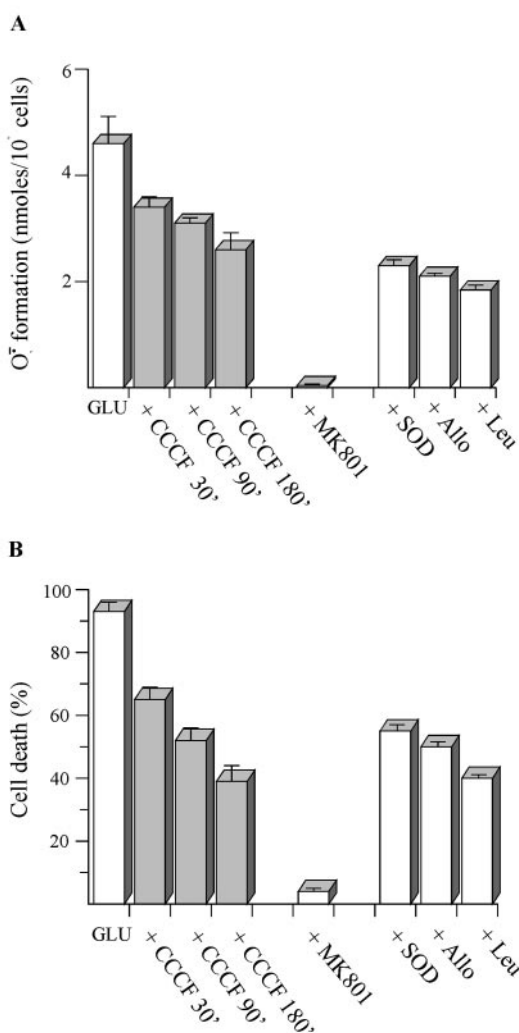 A
O₂⁻ formation (nmoles/10⁻ cells)
6
4
2
GLU
+ CCCF 30’
+ CCCF 90’
+ CCCF 180’
+ MK801
+ SOD
+ Allo
+ Leu
B
Cell death (%)
100
80
60
40
20
GLU
+ CCCF 30’
+ CCCF 90’
+ CCCF 180’
+ MK801
+ SOD
+ Allo
+ Leu